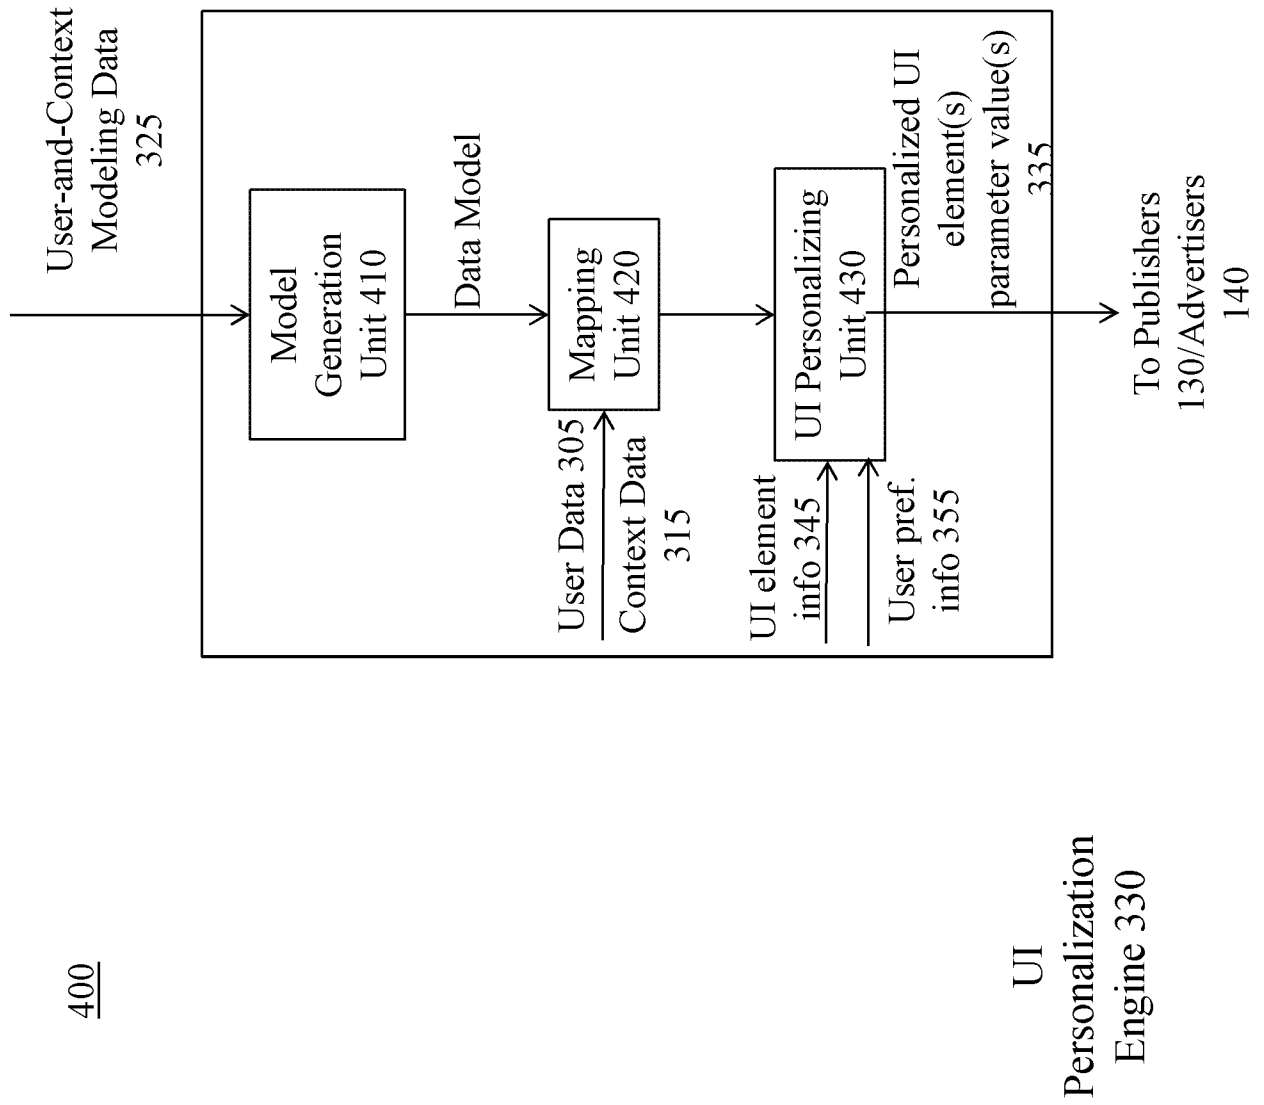 400
User-and-Context
Modeling Data
325
Model
Generation
Unit 410
Data Model
User Data 305
Context Data
315
Mapping
Unit 420
UI element
info 345
User pref.
info 355
UI Personalizing
Unit 430
Personalized UI
element(s)
parameter value(s)
335
To Publishers
130/Advertisers
140
UI
Personalization
Engine 330